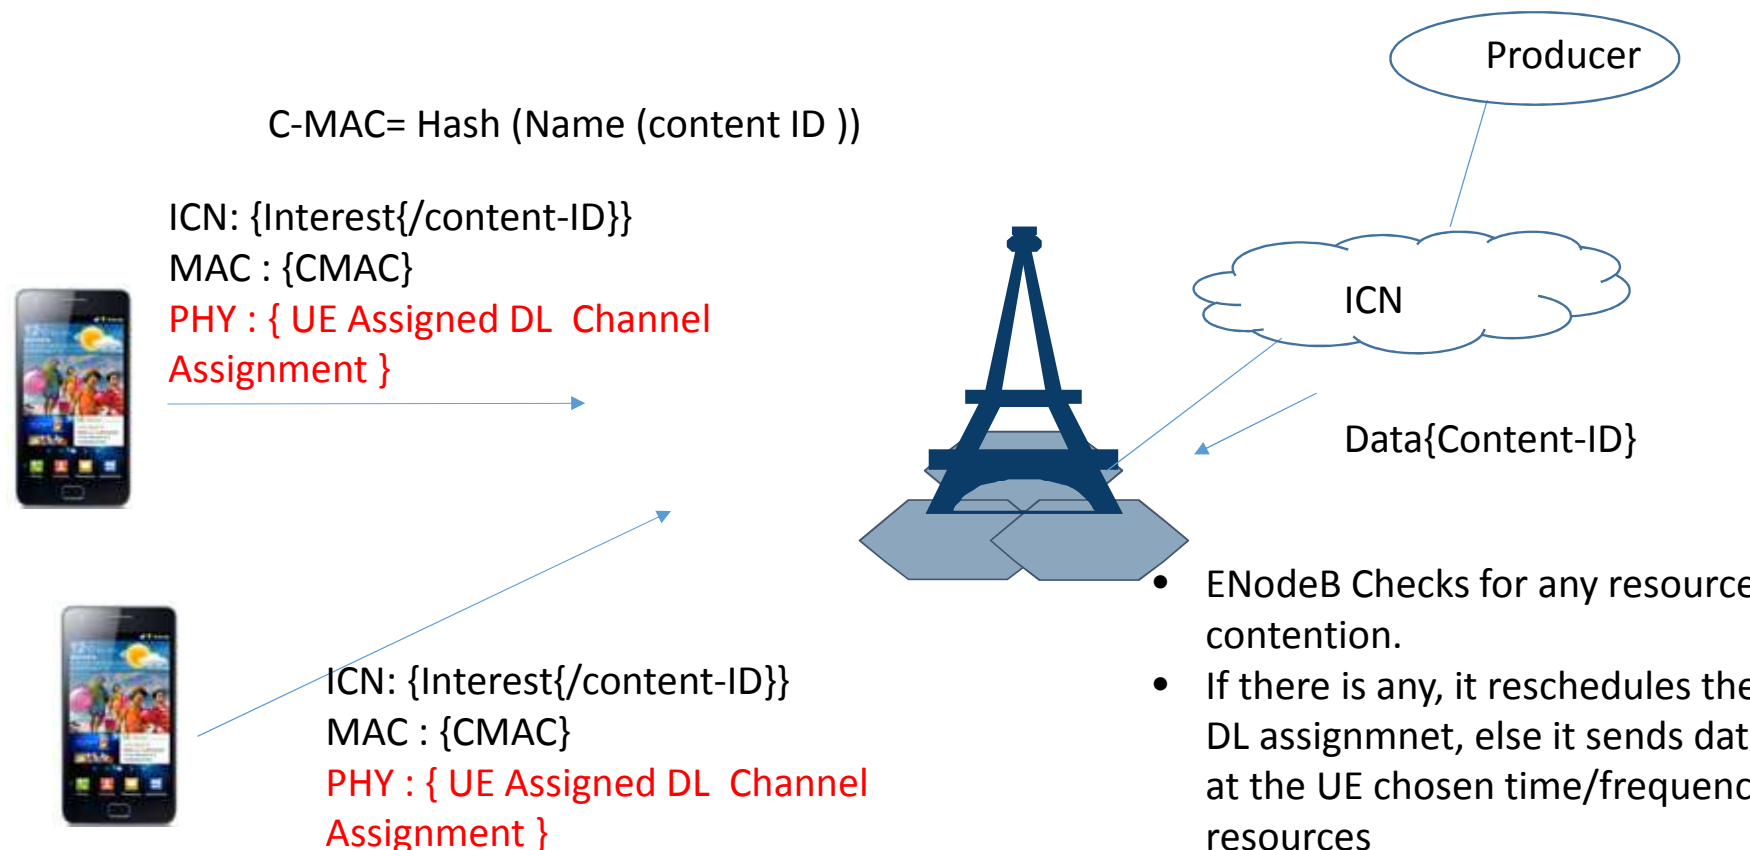 Producer
C-MAC= Hash (Name (content ID ))
ICN: {Interest{/content-ID}}
MAC : {CMAC}
PHY : { UE Assigned DL Channel
Assignment }
ICN
Data{Content-ID}
• ENodeB Checks for any resource
contention.
• If there is any, it reschedules the
DL assignmnet, else it sends dat
at the UE chosen time/frequenc
resources
ICN: {Interest{/content-ID}}
MAC : {CMAC}
PHY : { UE Assigned DL Channel
Assignment }